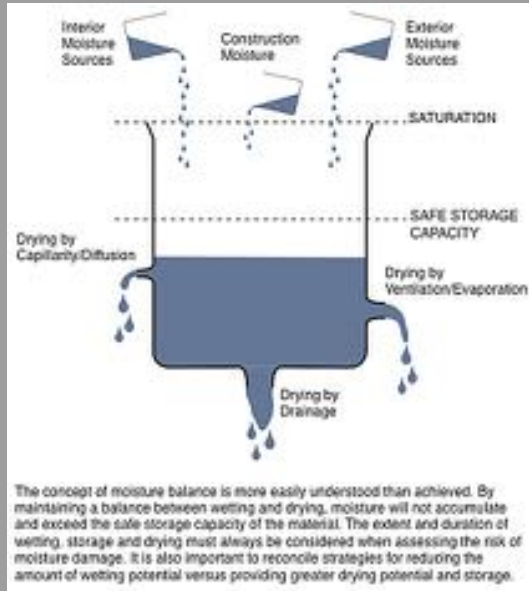 Interior
Moisture
Sources
Construction
Moisture
Exterior
Moisture
Sources
SATURATION
SAFE STORAGE
CAPACITY
Drying by
Capillarity/Diffusion
Drying by
Ventilation/Evaporation
Drying by
Drainage
The concept of moisture balance is more easily understood than achieved. By
maintaining a balance between wetting and drying, moisture will not accumulate
and exceed the safe storage capacity of the material. The extent and duration of
wetting, storage and drying must always be considered when assessing the risk of
moisture damage. It is also important to reconcile strategies for reducing the
amount of wetting potential versus providing greater drying potential and storage.